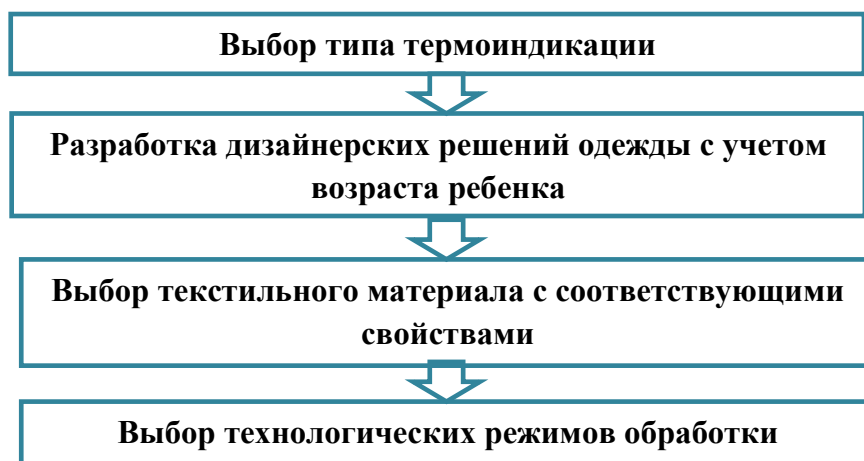 Выбор типа термоиндикации
Разработка дизайнерских решений одежды с учетом
возраста ребенка
Выбор текстильного материала с соответствующими
свойствами
Выбор технологических режимов обработки